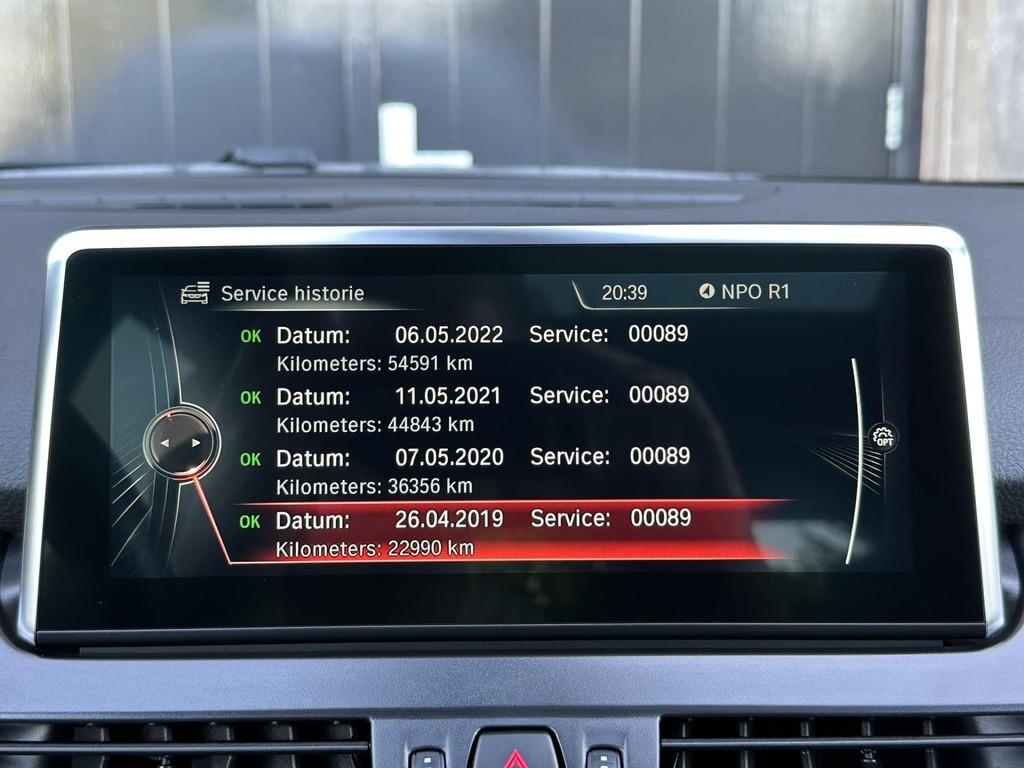 Service historie 20:39 NPO R1
OK Datum: 06.05.2022 Service: 00089
Kilometers: 54591 km
OK Datum: 11.05.2021 Service: 00089
Kilometers: 44843 km
OPT
OK Datum: 07.05.2020 Service: 00089
Kilometers: 36356 km
OK Datum: 26.04.2019 Service: 00089
Kilometers: 22990 km